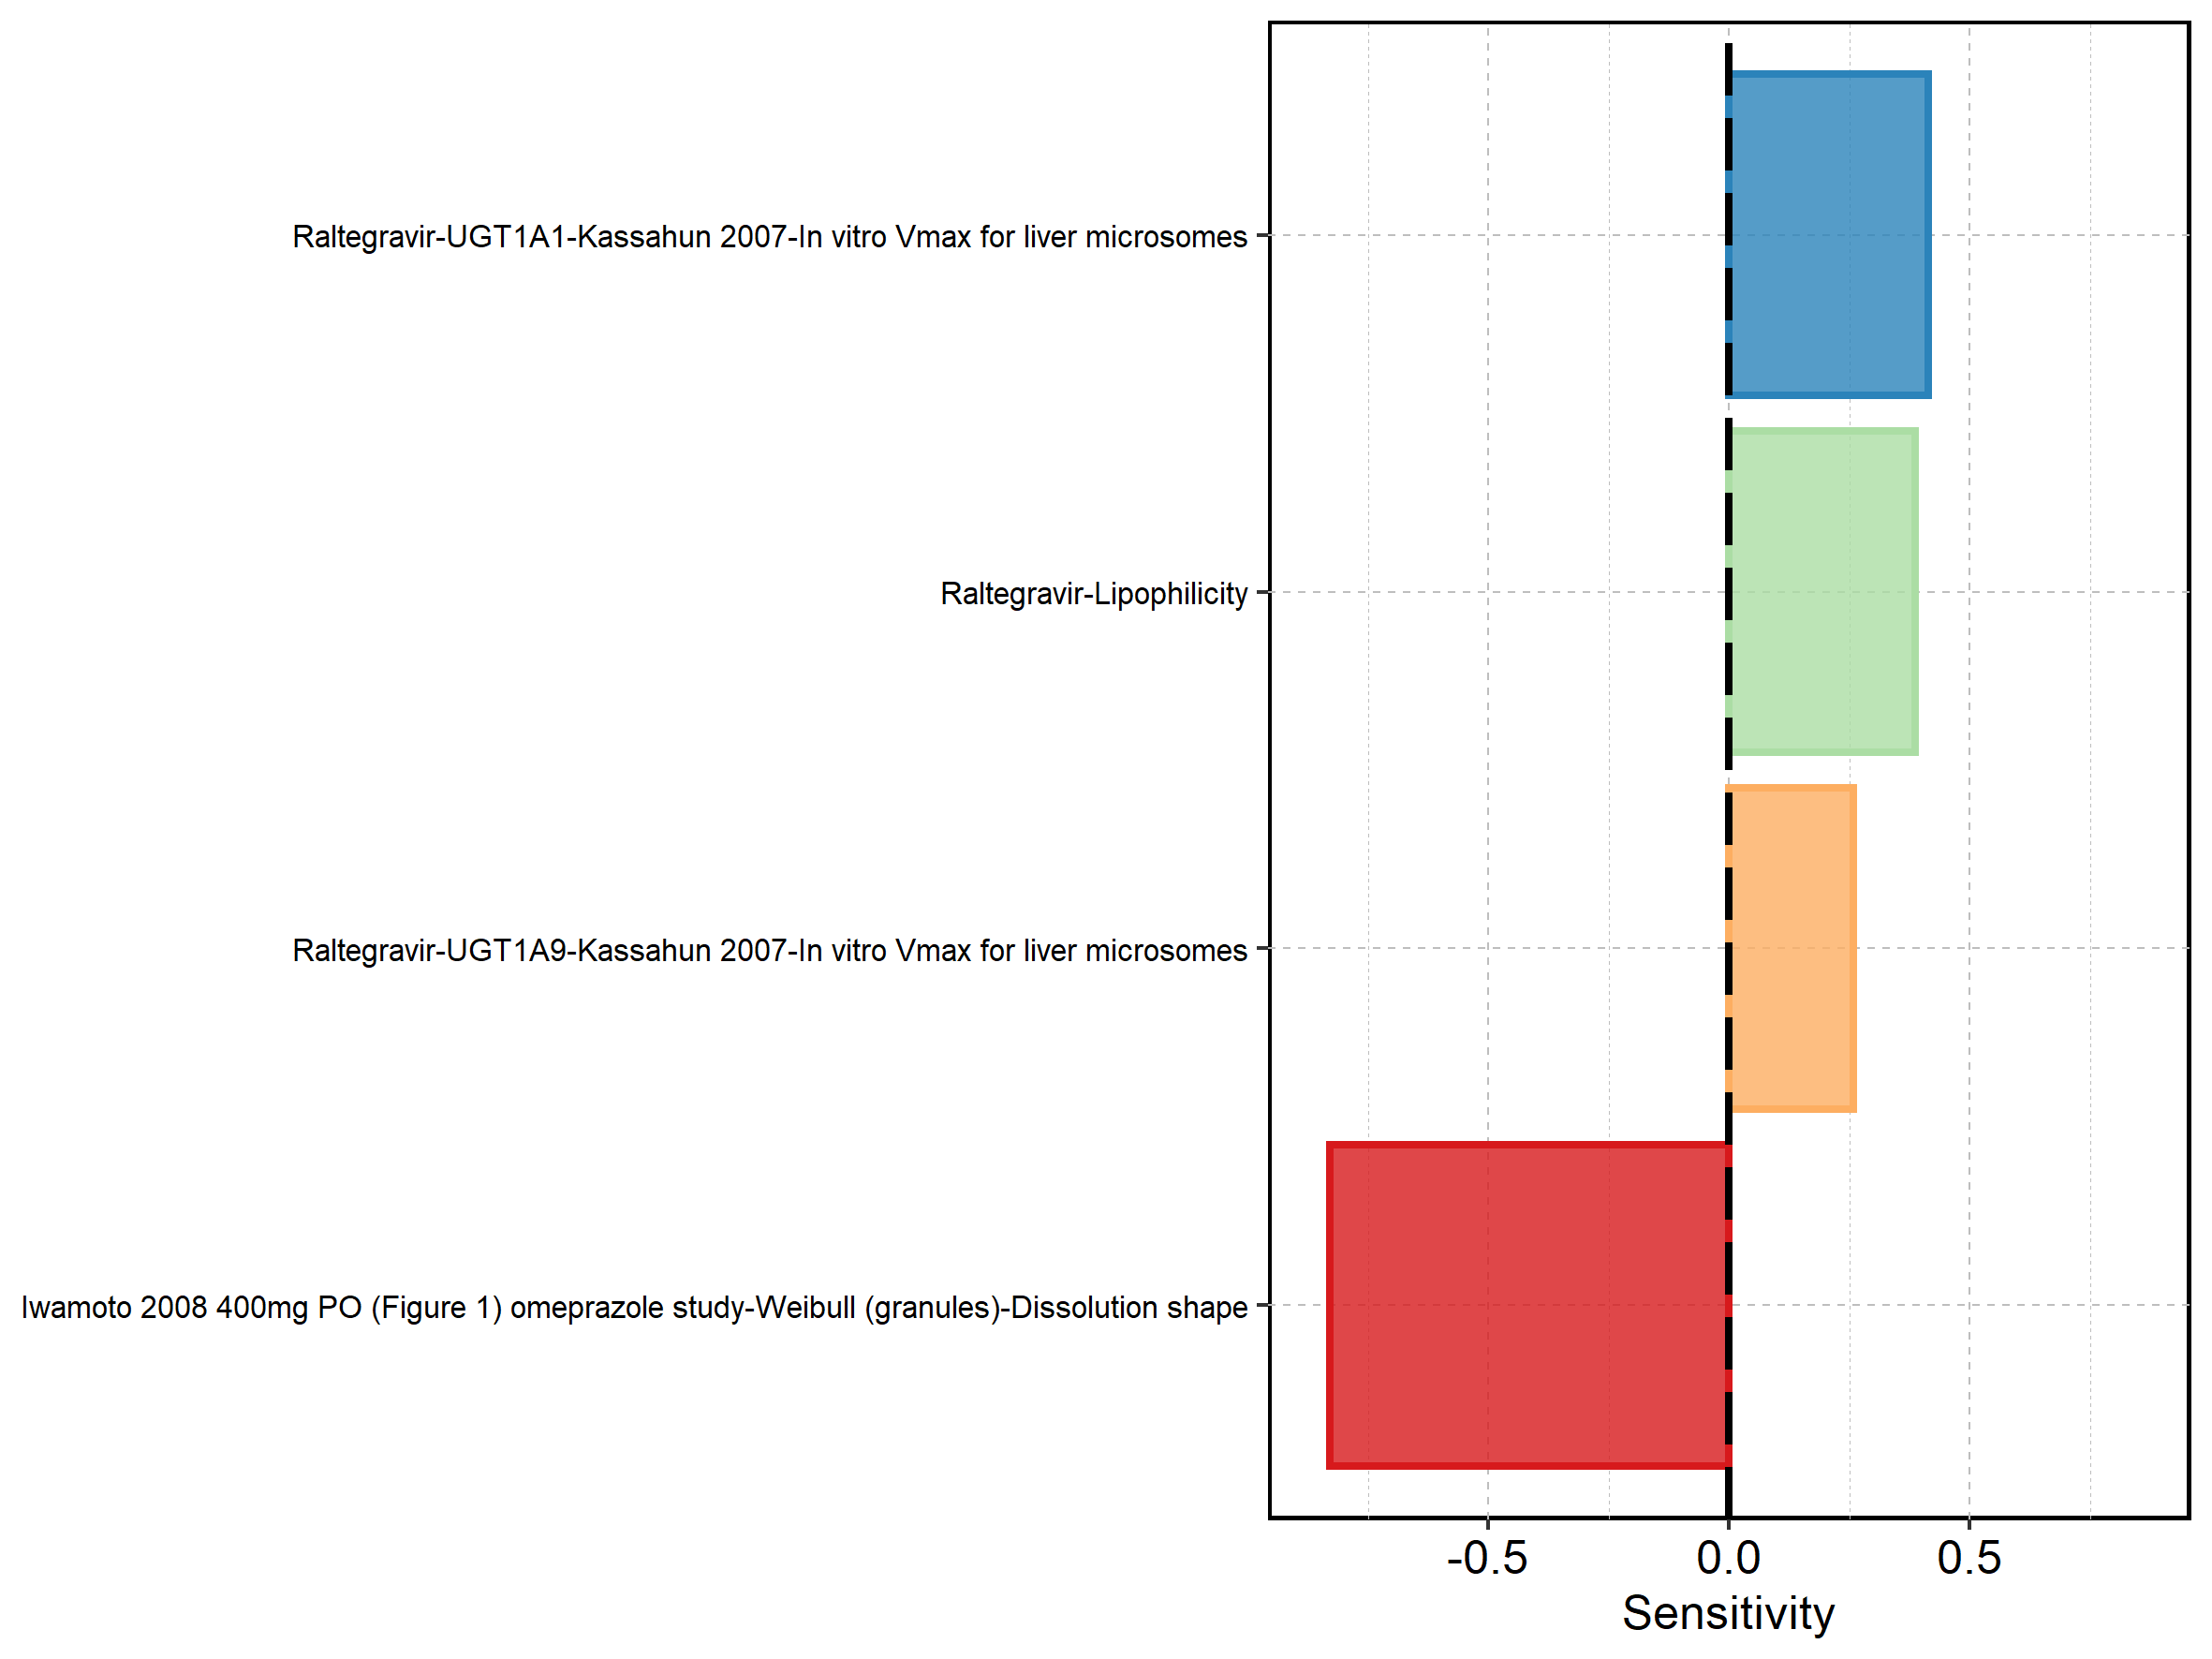 Raltegravir-UGT1A1-Kassahun 2007-In vitro Vmax for liver microsomes
Raltegravir-Lipophilicity
Raltegravir-UGT1A9-Kassahun 2007-In vitro Vmax for liver microsomes
Iwamoto 2008 400mg PO (Figure 1) omeprazole study-Weibull (granules)-Dissolution shape
-0.5 0.0 0.5
Sensitivity